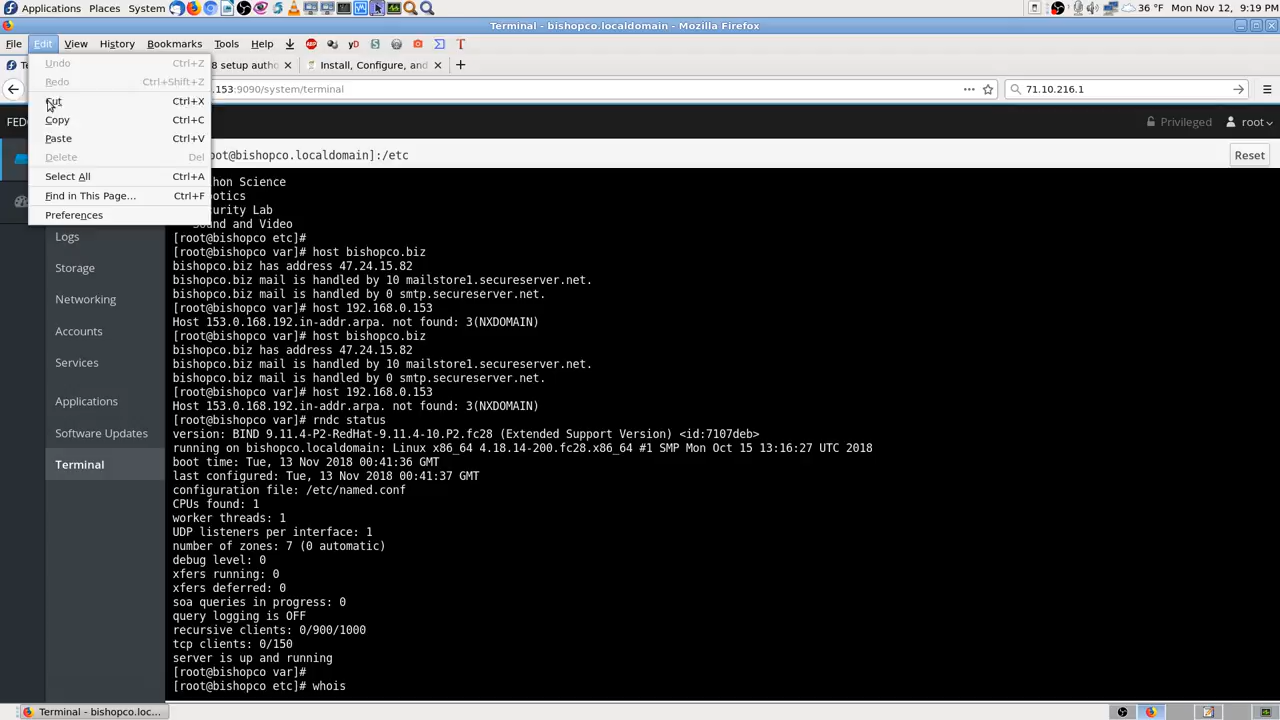 Applications Places System 36 °F Mon Nov 12, 9:19 PM
Terminal - bishopco.localdomain - Mozilla Firefox
File Edit View History Bookmarks Tools Help
8 setup autho
Install, Configure, and
.153:9090/system/terminal
71.10.216.1
Undo Ctrl+Z
Redo Ctrl+Shift+Z
Cut Ctrl+X
Copy Ctrl+C
Paste Ctrl+V
Delete Del
Select All Ctrl+A
Find in This Page... Ctrl+F
Preferences
Privileged root
ot@bishopco.localdomain]:/etc
Reset
Logs
Storage
Networking
Accounts
Services
Applications
Software Updates
Terminal
hon Science
otics
urity Lab
Sound and Video
[root@bishopco etc]#
[root@bishopco var]# host bishopco.biz
bishopco.biz has address 47.24.15.82
bishopco.biz mail is handled by 10 mailstore1.secureserver.net.
bishopco.biz mail is handled by 0 smtp.secureserver.net.
[root@bishopco var]# host 192.168.0.153
Host 153.0.168.192.in-addr.arpa. not found: 3(NXDOMAIN)
[root@bishopco var]# host bishopco.biz
bishopco.biz has address 47.24.15.82
bishopco.biz mail is handled by 10 mailstore1.secureserver.net.
bishopco.biz mail is handled by 0 smtp.secureserver.net.
[root@bishopco var]# host 192.168.0.153
Host 153.0.168.192.in-addr.arpa. not found: 3(NXDOMAIN)
[root@bishopco var]# rndc status
version: BIND 9.11.4-P2-RedHat-9.11.4-10.P2.fc28 (Extended Support Version) <id:7107deb>
running on bishopco.localdomain: Linux x86_64 4.18.14-200.fc28.x86_64 #1 SMP Mon Oct 15 13:16:27 UTC 2018
boot time: Tue, 13 Nov 2018 00:41:36 GMT
last configured: Tue, 13 Nov 2018 00:41:37 GMT
configuration file: /etc/named.conf
CPUs found: 1
worker threads: 1
UDP listeners per interface: 1
number of zones: 7 (0 automatic)
debug level: 0
xfers running: 0
xfers deferred: 0
soa queries in progress: 0
query logging is OFF
recursive clients: 0/900/1000
tcp clients: 0/150
server is up and running
[root@bishopco var]#
[root@bishopco etc]# whois
Terminal - bishopco.loc...